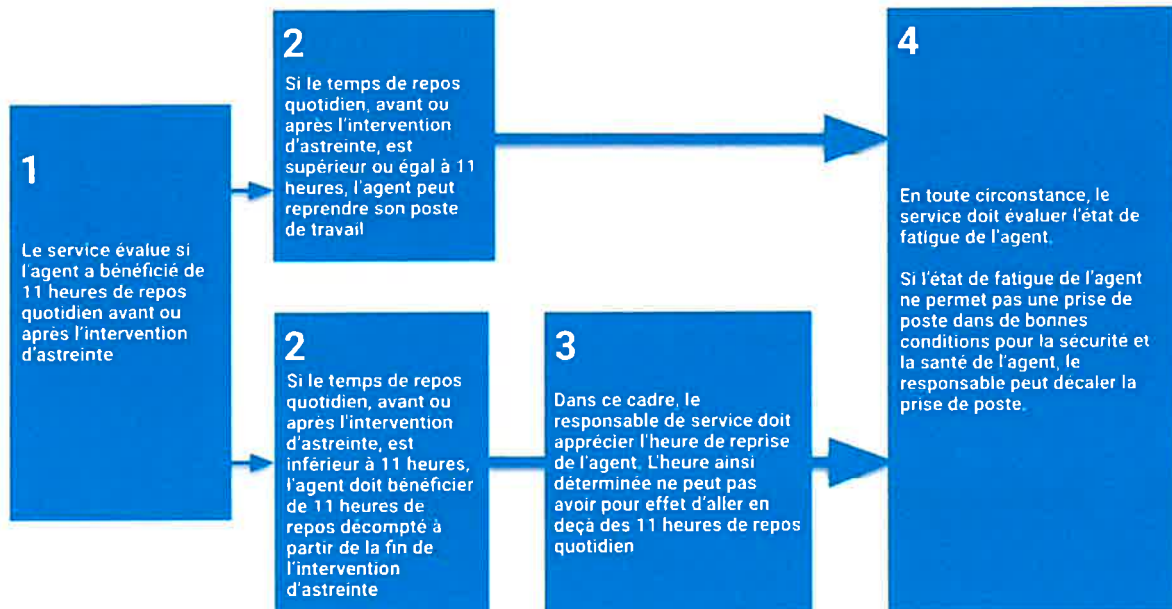 1
Le service évalue si
l'agent a bénéficié de
11 heures de repos
quotidien avant ou
après l'intervention
d'astreinte
2
Si le temps de repos
quotidien, avant ou
après l'intervention
d'astreinte, est
supérieur ou égal à 11
heures, l'agent peut
reprendre son poste
de travail
2
Si le temps de repos
quotidien, avant ou
après l'intervention
d'astreinte, est
inférieur à 11 heures,
l'agent doit bénéficier
de 11 heures de
repos décompté à
partir de la fin de
l'intervention
d'astreinte
3
Dans ce cadre, le
responsable de service doit
apprécier l'heure de reprise
de l'agent. L'heure ainsi
déterminée ne peut pas
avoir pour effet d'aller en
deçà des 11 heures de repos
quotidien
4
En toute circonstance, le
service doit évaluer l'état de
fatigue de l'agent.
Si l'état de fatigue de l'agent
ne permet pas une prise de
poste dans de bonnes
conditions pour la sécurité et
la santé de l'agent, le
responsable peut décaler la
prise de poste.